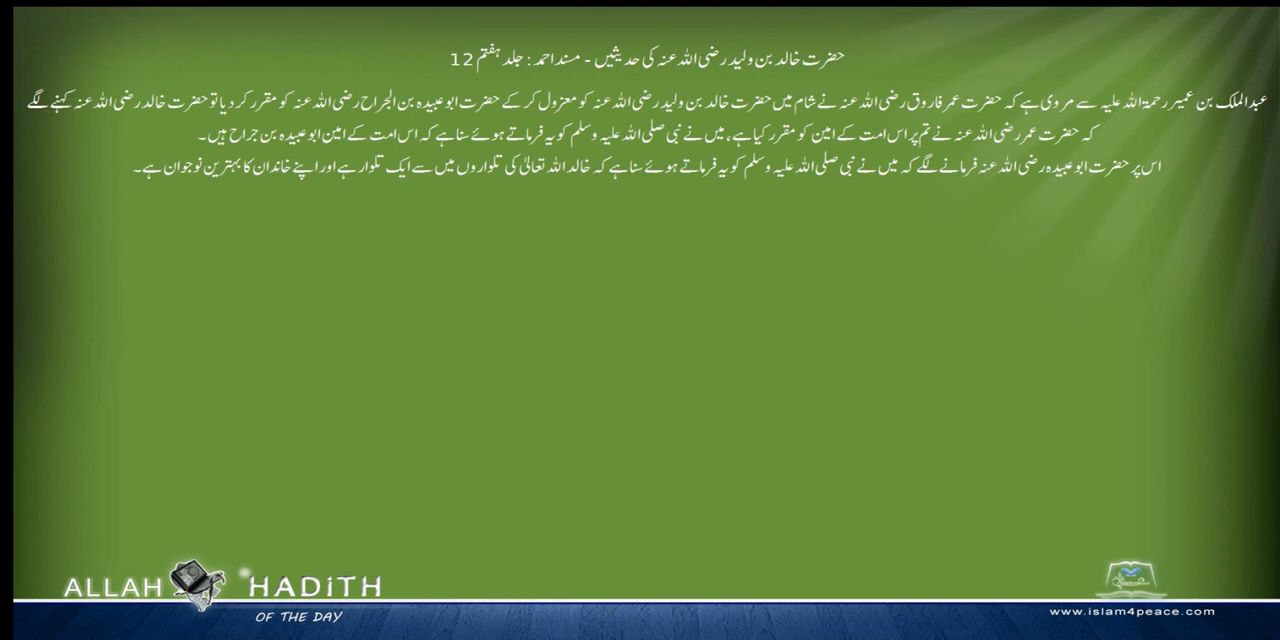 حضرت خالد بن ولید رضی اللہ عنہ کی حدیثیں - مسند احمد : جلد ہفتم 12
عبدالملک بن عمیر رحمۃ اللہ علیہ سے مروی ہے کہ حضرت عمر فاروق رضی اللہ عنہ نے شام میں حضرت خالد بن ولید رضی اللہ عنہ کو معزول کر کے حضرت ابوعبیدہ بن الجراح رضی اللہ عنہ کو مقرر کر دیا تو حضرت خالد رضی اللہ عنہ کہنے لگے
کہ حضرت عمر رضی اللہ عنہ نے تم پر اس امت کے امین کو مقرر کیا ہے، میں نے نبی صلی اللہ علیہ وسلم کو یہ فرماتے ہوئے سنا ہے کہ اس امت کے امین ابوعبیدہ بن جراح ہیں۔
اس پر حضرت ابوعبیدہ رضی اللہ عنہ فرمانے لگے کہ میں نے نبی صلی اللہ علیہ وسلم کو یہ فرماتے ہوئے سنا ہے کہ خالد اللہ تعالیٰ کی تلواروں میں سے ایک تلوار ہے اور اپنے خاندان کا بہترین نوجوان ہے۔
ALLAH HADITH
OF THE DAY
www.islam4peace.com